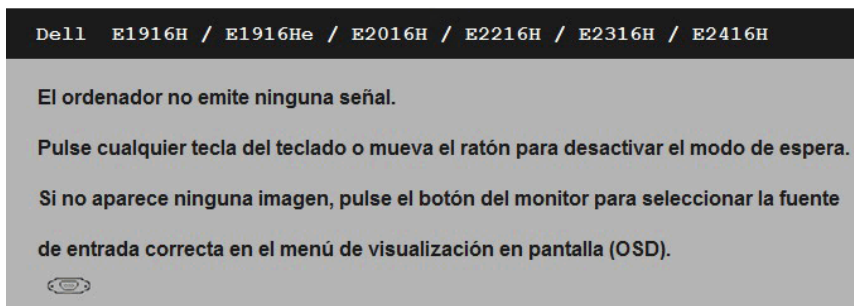 Dell E1916H / E1916He / E2016H / E2216H / E2316H / E2416H
El ordenador no emite ninguna señal.
Pulse cualquier tecla del teclado o mueva el ratón para desactivar el modo de espera.
Si no aparece ninguna imagen, pulse el botón del monitor para seleccionar la fuente
de entrada correcta en el menú de visualización en pantalla (OSD).